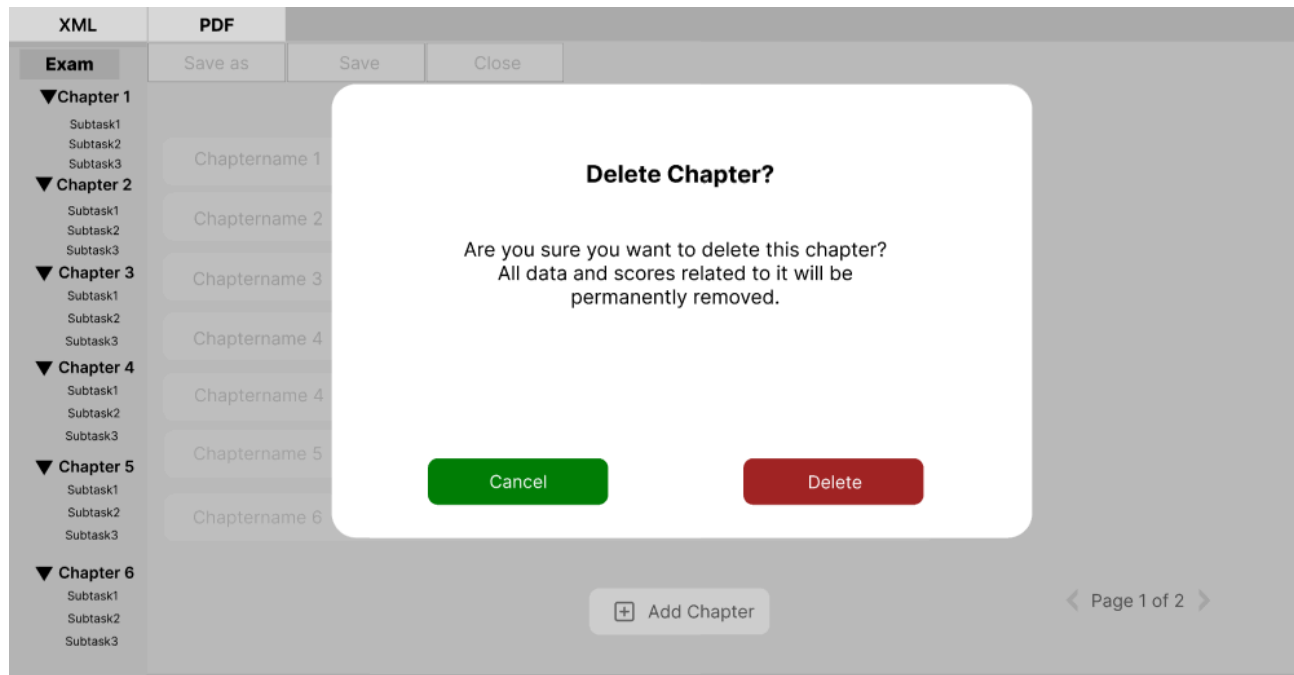 XML PDF
Exam Save as Save Close
Chapter 1
Subtask1
Subtask2
Subtask3
Chapter 2
Subtask1
Subtask2
Subtask3
Chapter 3
Subtask1
Subtask2
Subtask3
Chapter 4
Subtask1
Subtask2
Subtask3
Chapter 5
Subtask1
Subtask2
Subtask3
Chapter 6
Subtask1
Subtask2
Subtask3
Chaptername 1
Chaptername 2
Chaptername 3
Chaptername 4
Chaptername 4
Chaptername 5
Chaptername 6
Delete Chapter?
Are you sure you want to delete this chapter?
All data and scores related to it will be
permanently removed.
Cancel Delete
Add Chapter
Page 1 of 2